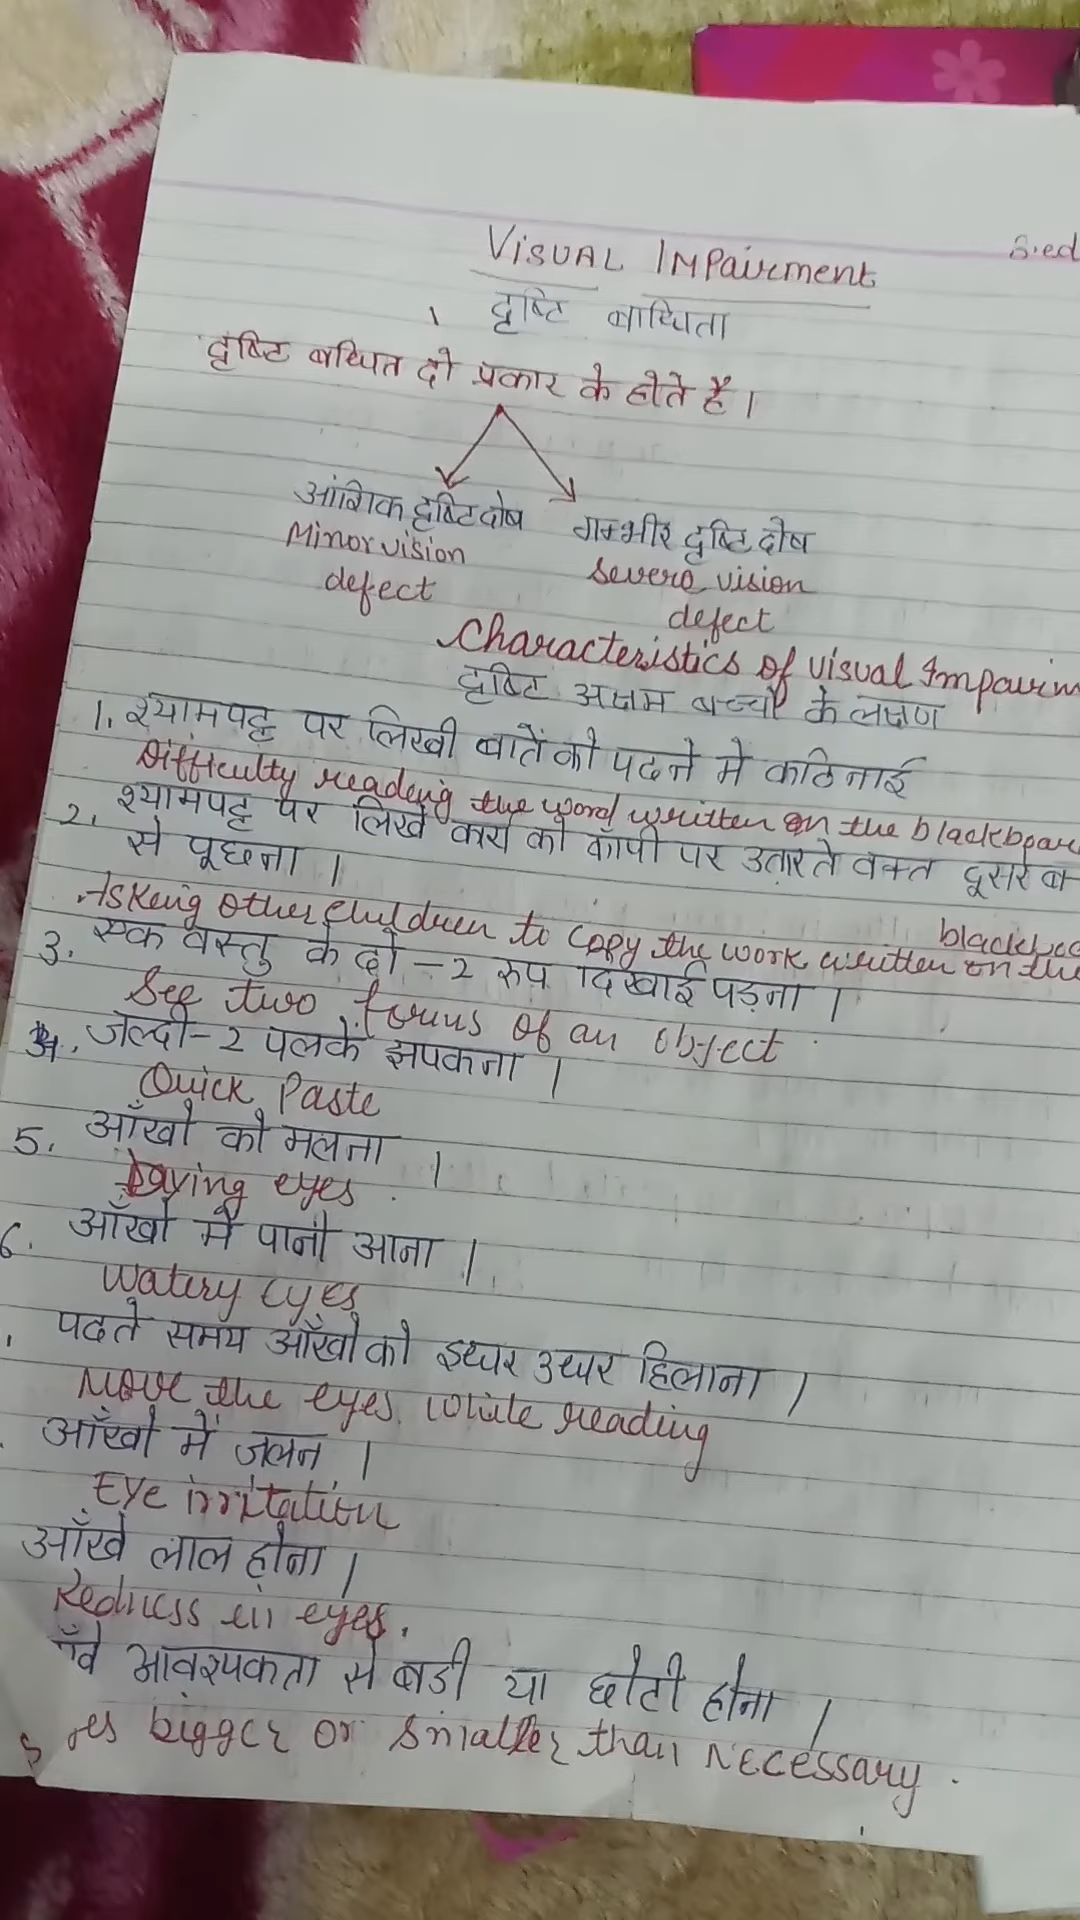 B.ed
VISUAL IMPairment
दृष्टि बाधिता
दृष्टि बधित दो प्रकार के होते है।
आंशिक दृष्टि दोष गम्भीर दृष्टि दोष
Minor vision severe vision
defect defect
Characteristics of visual Impairm
दृष्टि अक्षम बच्चो के लक्षण
1. श्यामपट्ट पर लिखी बातें को पढने मे कठिनाई
Difficulty reading the word written on the blackboar
2. श्यामपट्ट पर लिखे कार्य को कॉपी पर उतारते वक्त दूसरे ब
से पूछना।
Asking other children to copy the work written on the
blackboa
3. एक वस्तु के दो-2 रुप दिखाई पड़ना।
See two forms of an object
4. जल्दी-2 पलकें झपकना।
Quick Paste
5. आँखो को मलना।
eyes.
6. आँखो में पानी आना।
Watery Eyes
पढते समय आँखो को इधर उधर हिलाना।
Move the eyes while reading
आँखो में जलन।
Eye irritation
आँखे लाल होना।
Redness in eyes.
आवश्यकता से बडी या छोटी होना।
es bigger or smaller than necessary.